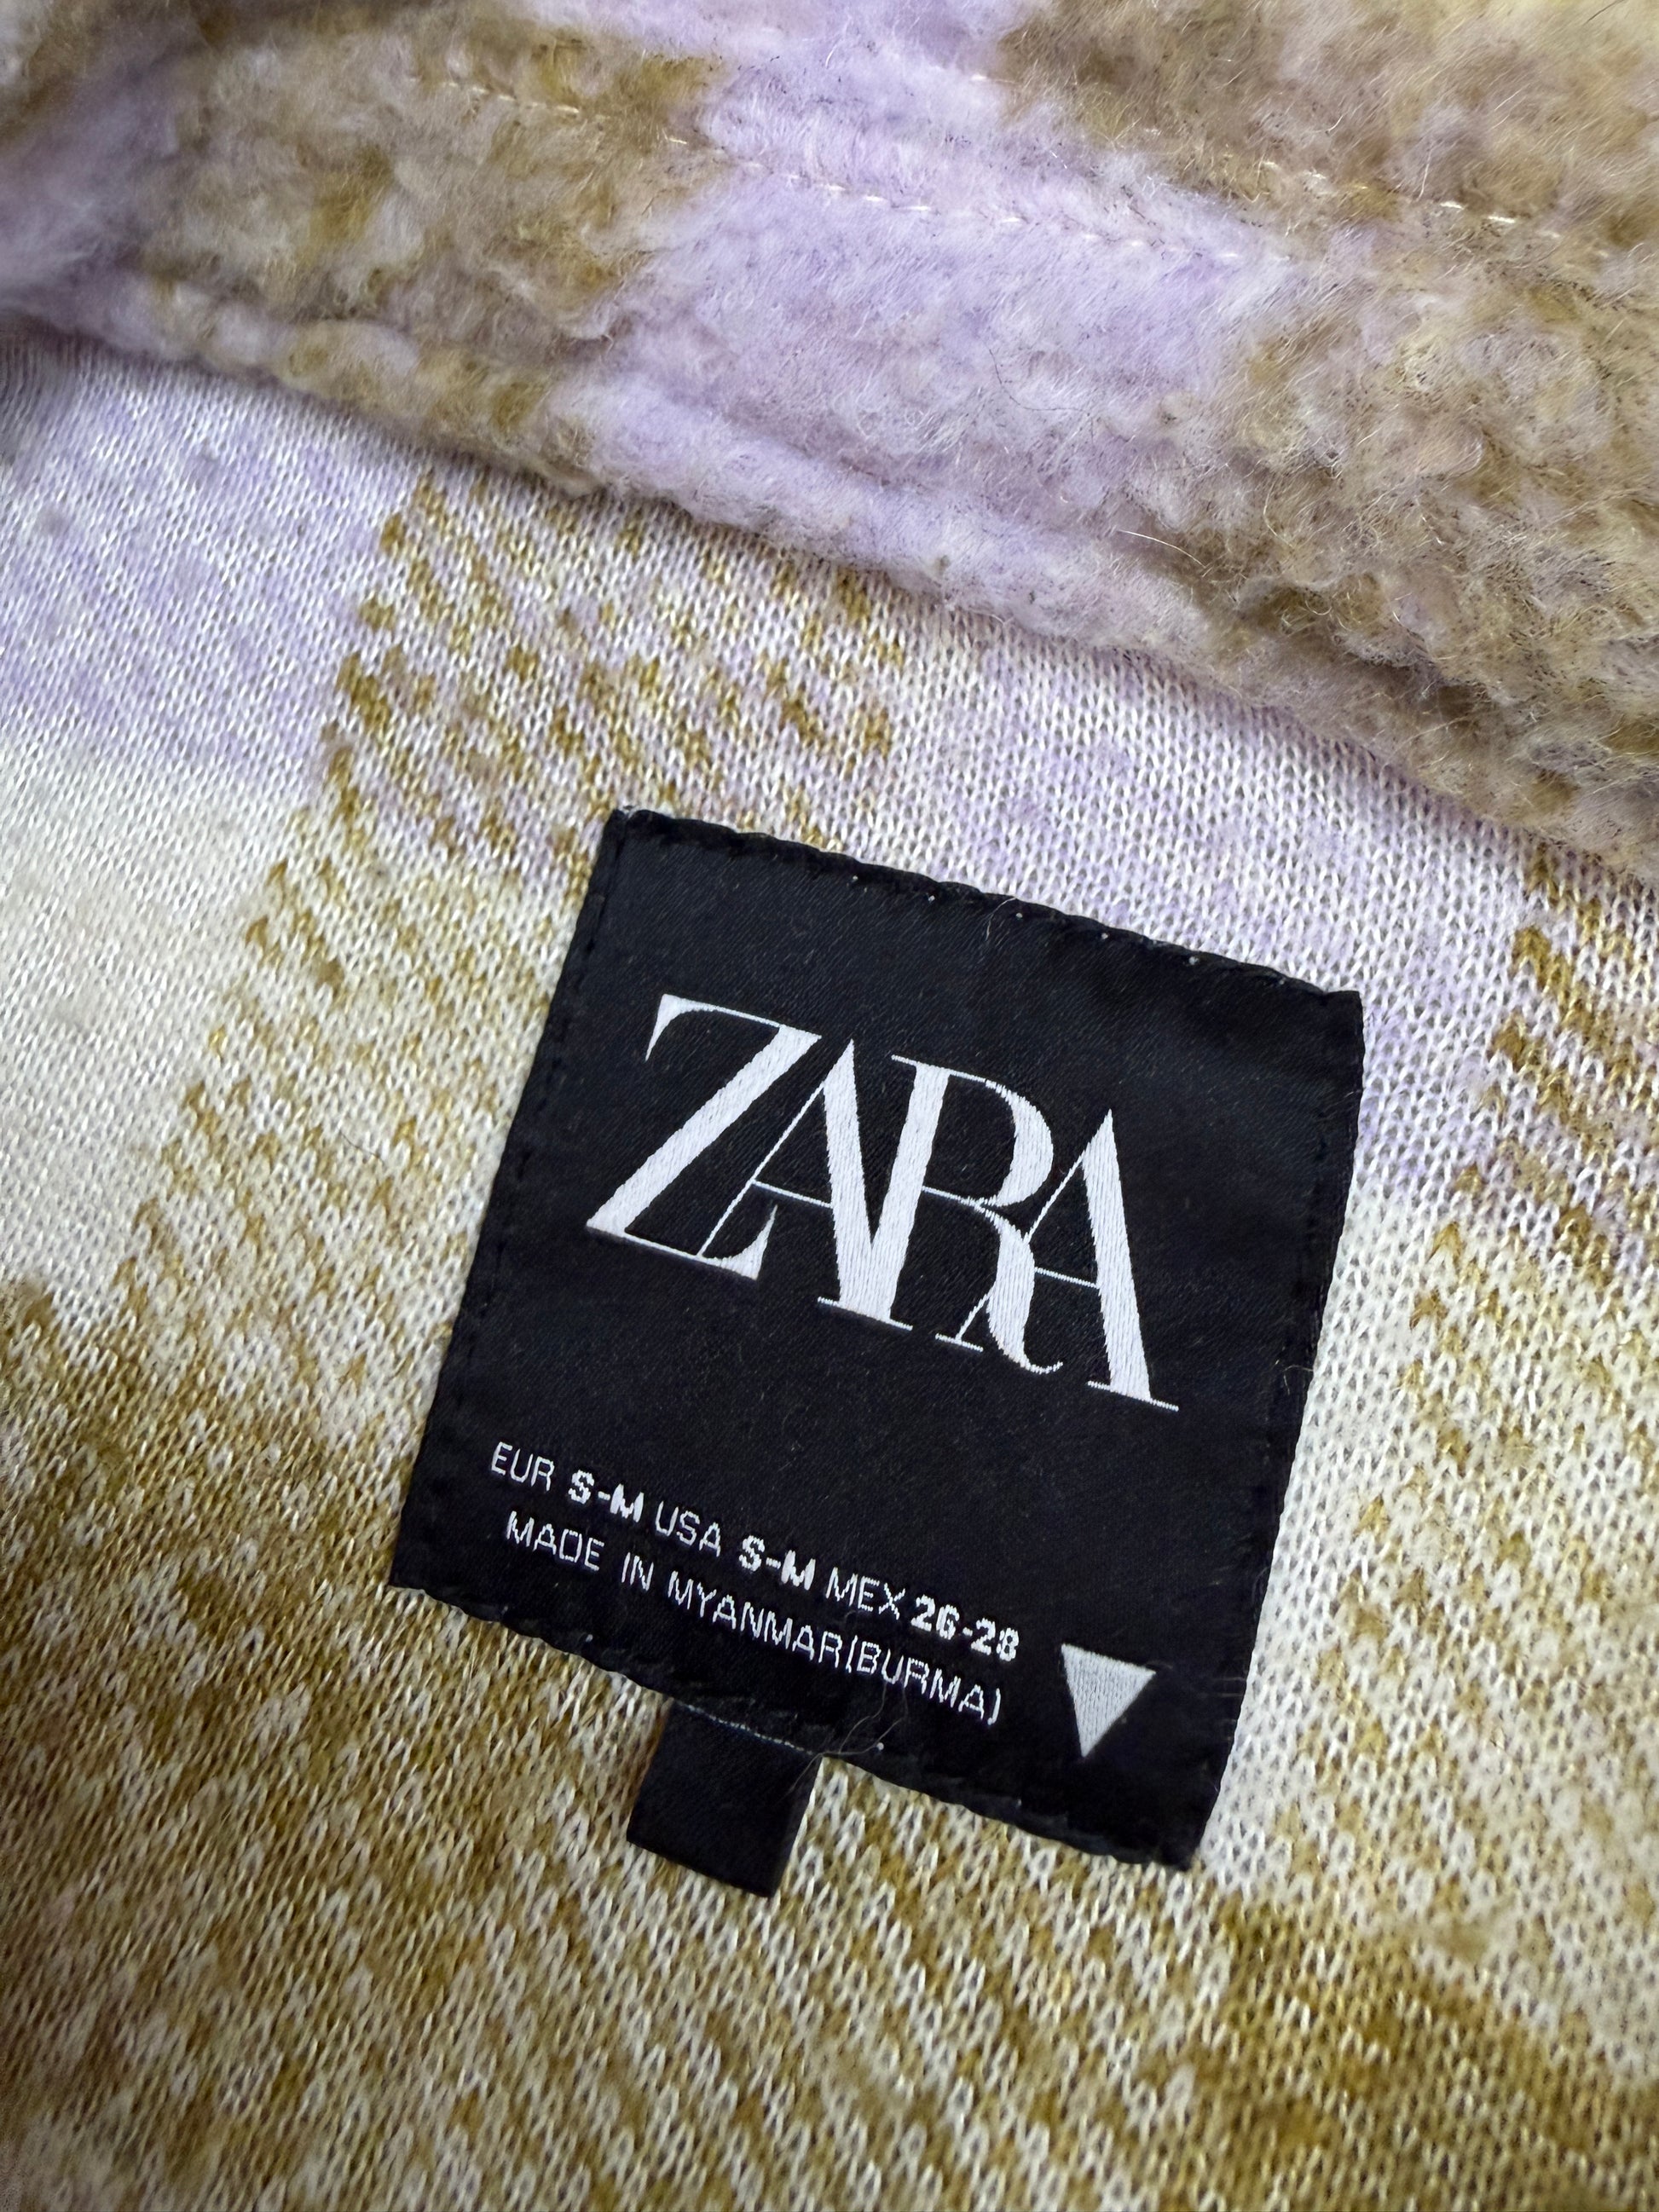 ZARA
EUR S-M USA S-M MEX 26-28
MADE IN MYANMAR(BURMA)